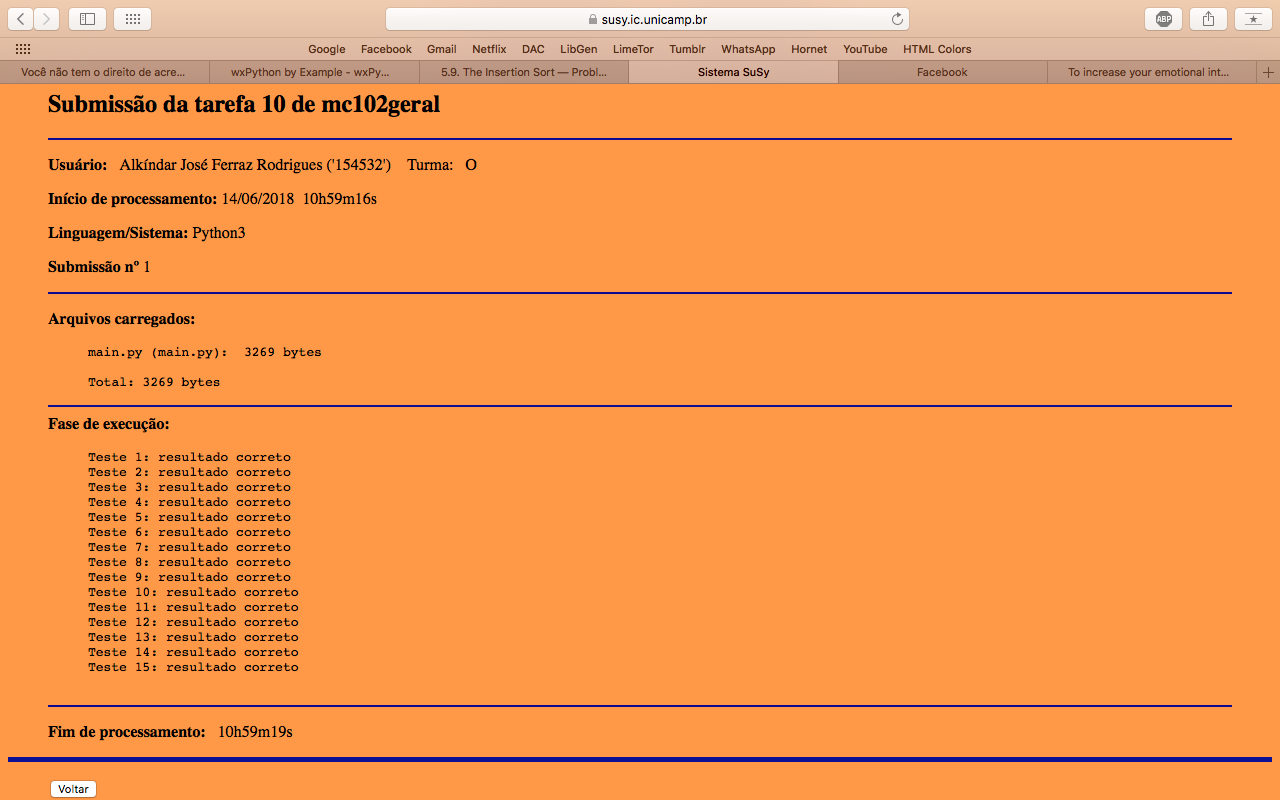 susy.ic.unicamp.br
ABP
Google Facebook Gmail Netflix DAC LibGen LimeTor Tumblr WhatsApp Hornet YouTube HTML Colors
Você não tem o direito de acre... wxPython by Example - wxPy... 5.9. The Insertion Sort — Probl... Sistema SuSy Facebook To increase your emotional int...
Submissão da tarefa 10 de mc102geral
Usuário: Alkíndar José Ferraz Rodrigues ('154532') Turma: O
Início de processamento: 14/06/2018 10h59m16s
Linguagem/Sistema: Python3
Submissão nº 1
Arquivos carregados:
main.py (main.py): 3269 bytes
Total: 3269 bytes
Fase de execução:
Teste 1: resultado correto
Teste 2: resultado correto
Teste 3: resultado correto
Teste 4: resultado correto
Teste 5: resultado correto
Teste 6: resultado correto
Teste 7: resultado correto
Teste 8: resultado correto
Teste 9: resultado correto
Teste 10: resultado correto
Teste 11: resultado correto
Teste 12: resultado correto
Teste 13: resultado correto
Teste 14: resultado correto
Teste 15: resultado correto
Fim de processamento: 10h59m19s
Voltar